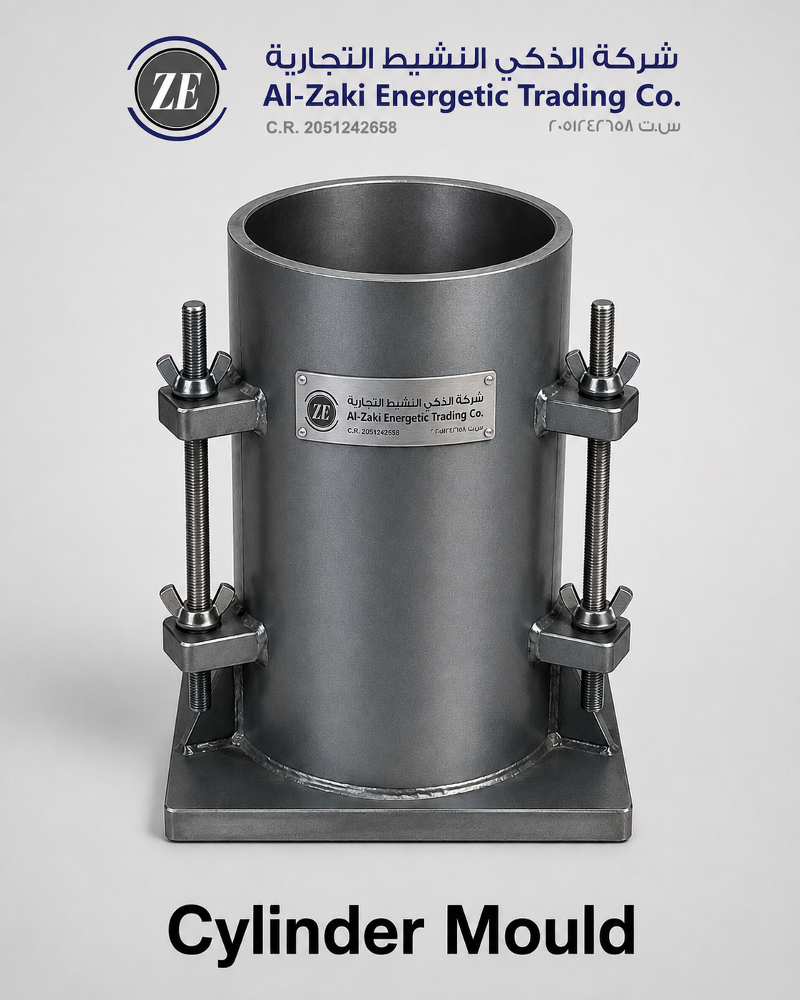 ZE
شركة الذكي النشيط التجارية
Al-Zaki Energetic Trading Co.
C.R. 2051242658
س.ت ٢٠٥١٢٤٢٦٥٨
ZE
شركة الذكي النشيط التجارية
Al-Zaki Energetic Trading Co.
C.R. 2051242658
س.ت
Cylinder Mould